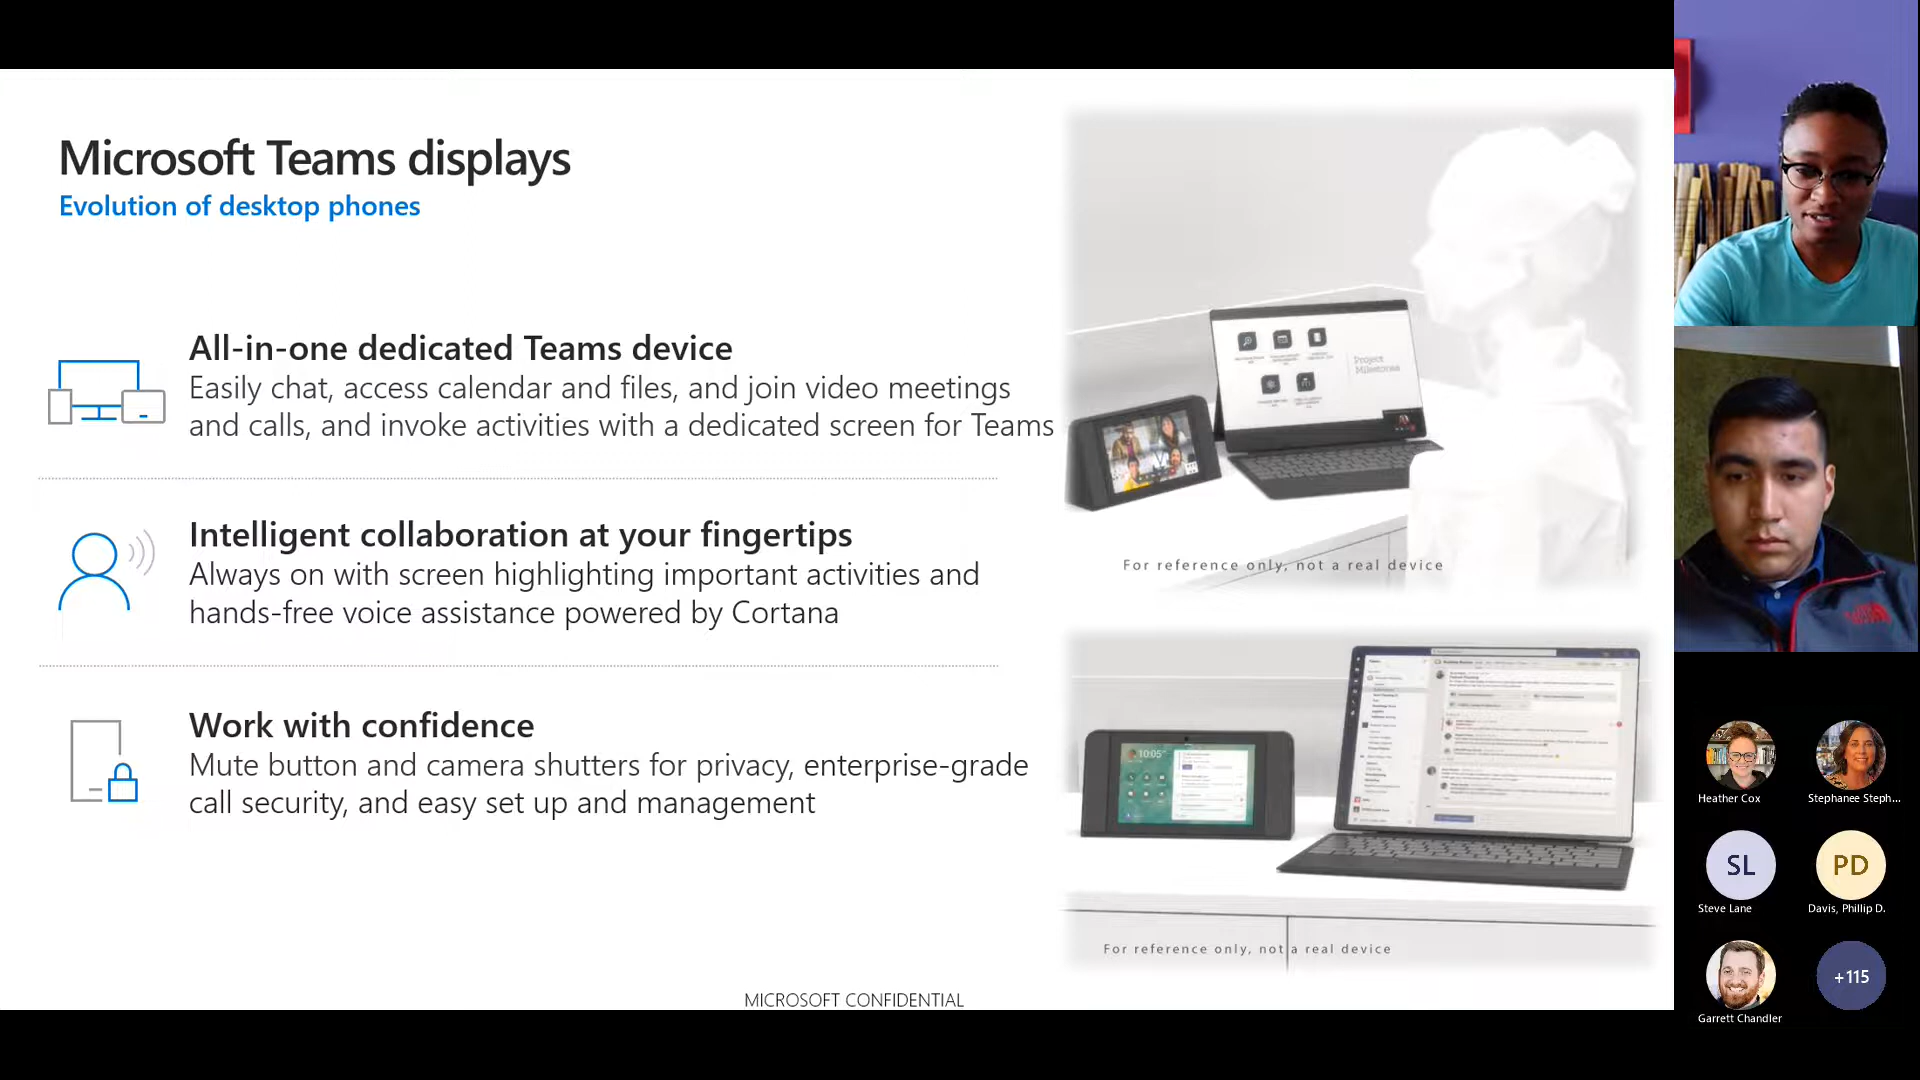 Microsoft Teams displays
Evolution of desktop phones
All-in-one dedicated Teams device
Easily chat, access calendar and files, and join video meetings
and calls, and invoke activities with a dedicated screen for Teams
Intelligent collaboration at your fingertips
Always on with screen highlighting important activities and
hands-free voice assistance powered by Cortana
Work with confidence
Mute button and camera shutters for privacy, enterprise-grade
call security, and easy set up and management
Project
Milestones
For reference only, not a real device
10:05
For reference only, not a real device
MICROSOFT CONFIDENTIAL
Heather Cox
Stephanee Steph...
SL
Steve Lane
PD
Davis, Phillip D.
Garrett Chandler
+115